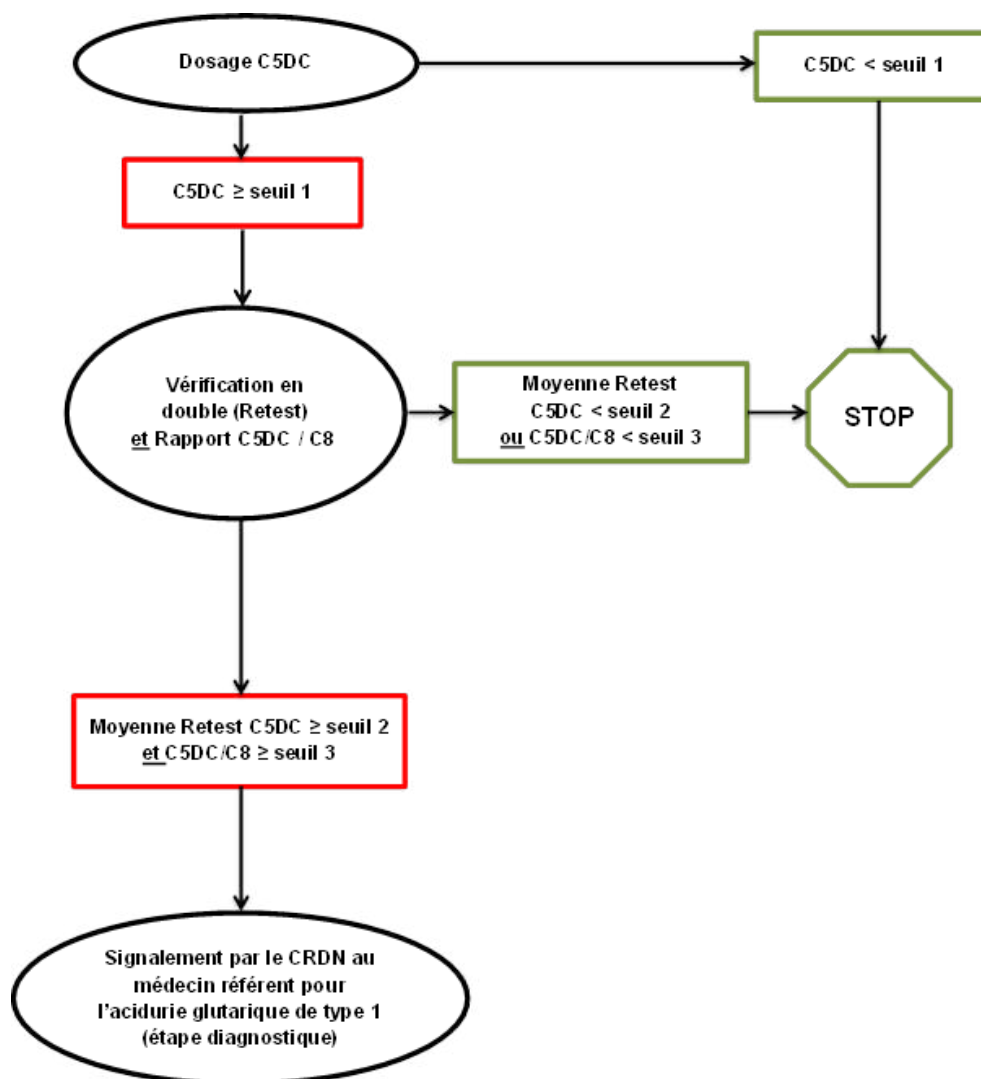 Dosage C5DC
C5DC < seuil 1
C5DC ≥ seuil 1
Vérification en
double (Retest)
et Rapport C5DC / C8
Moyenne Retest
C5DC < seuil 2
ou C5DC/C8 < seuil 3
STOP
Moyenne Retest C5DC ≥ seuil 2
et C5DC/C8 ≥ seuil 3
Signalement par le CRDN au
médecin référent pour
l'acidurie glutarique de type 1
(étape diagnostique)